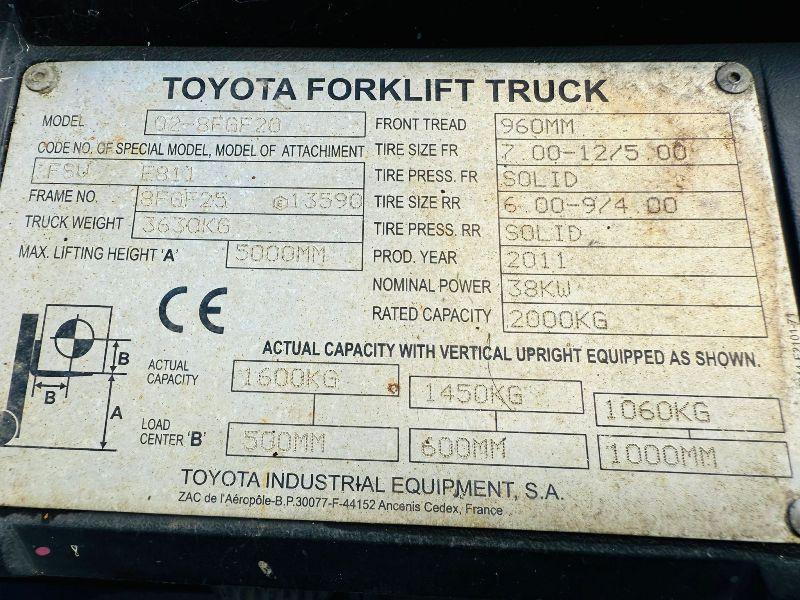 TOYOTA FORKLIFT TRUCK
MODEL 02-8FGF20
CODE NO. OF SPECIAL MODEL, MODEL OF ATTACHMENT
FSW E811
FRAME NO. 8FGF25 ©13590
TRUCK WEIGHT 3630KG
MAX. LIFTING HEIGHT 'A' 5000MM
FRONT TREAD 960MM
TIRE SIZE FR 7.00-12/5.00
TIRE PRESS. FR SOLID
TIRE SIZE RR 6.00-9/4.00
TIRE PRESS. RR SOLID
PROD. YEAR 2011
NOMINAL POWER 38KW
RATED CAPACITY 2000KG
CE
B
B
A
ACTUAL CAPACITY WITH VERTICAL UPRIGHT EQUIPPED AS SHOWN.
ACTUAL CAPACITY 1600KG 1450KG 1060KG
LOAD CENTER 'B' 500MM 600MM 1000MM
TOYOTA INDUSTRIAL EQUIPMENT, S.A.
ZAC de l'Aéropôle-B.P.30077-F-44152 Ancenis Cedex, France